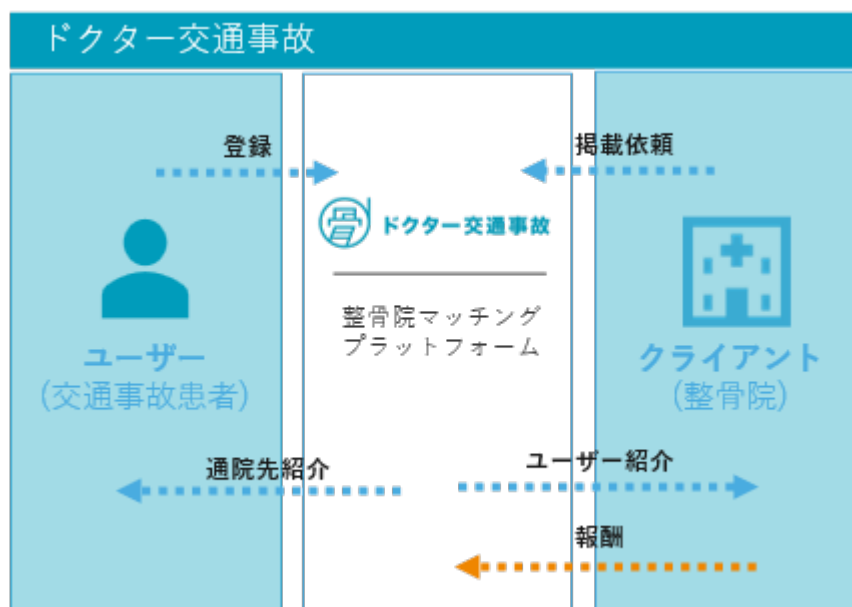 ドクター交通事故
登録
掲載依頼
骨 ドクター交通事故
整骨院マッチング
プラットフォーム
ユーザー
(交通事故患者)
クライアント
(整骨院)
通院先紹介
ユーザー紹介
報酬